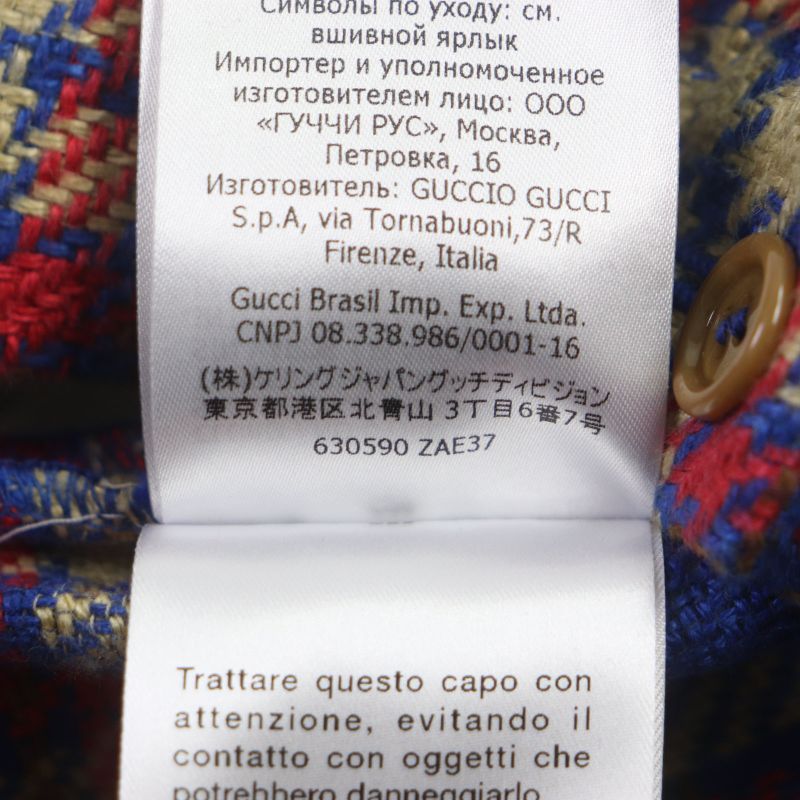 Символы по уходу: см.
вшивной ярлык
Импортер и уполномоченное
изготовителем лицо: ООО
«ГУЧЧИ РУС», Москва,
Петровка, 16
Изготовитель: GUCCIO GUCCI
S.p.A, via Tornabuoni,73/R
Firenze, Italia
Gucci Brasil Imp. Exp. Ltda.
CNPJ 08.338.986/0001-16
(株)ケリングジャパングッチディビジョン
東京都港区北青山 3丁目6番7号
630590 ZAE37
Trattare questo capo con
attenzione, evitando il
contatto con oggetti che
potrebbero danneggiarlo